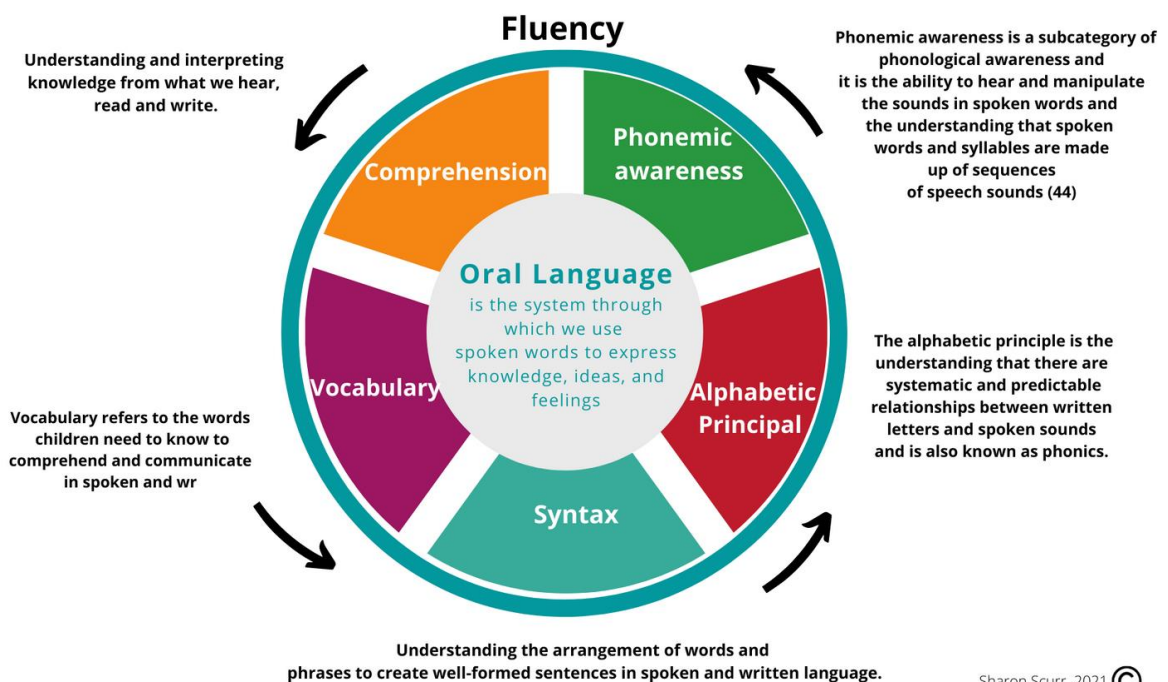 Fluency
Understanding and interpreting
knowledge from what we hear,
read and write.
Phonemic awareness is a subcategory of
phonological awareness and
it is the ability to hear and manipulate
the sounds in spoken words and
the understanding that spoken
words and syllables are made
up of sequences
of speech sounds (44)
Comprehension
Phonemic
awareness
Oral Language
is the system through
which we use
spoken words to express
knowledge, ideas, and
feelings
Vocabulary
Alphabetic
Principal
Syntax
The alphabetic principle is the
understanding that there are
systematic and predictable
relationships between written
letters and spoken sounds
and is also known as phonics.
Vocabulary refers to the words
children need to know to
comprehend and communicate
in spoken and wr
Understanding the arrangement of words and
phrases to create well-formed sentences in spoken and written language.
Sharon Scurr, 2021 ©